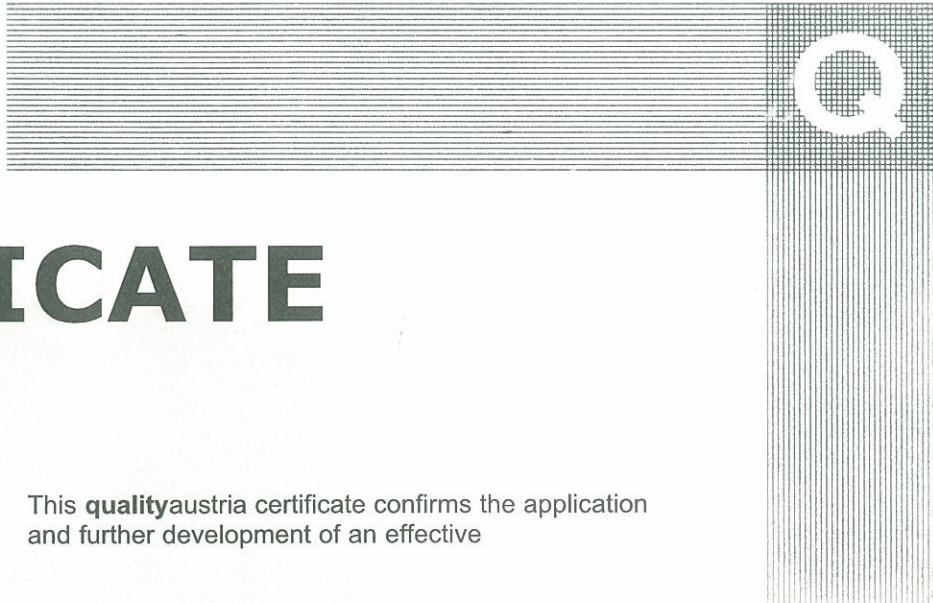 Q
ICATE
This qualityaustria certificate confirms the application
and further development of an effective